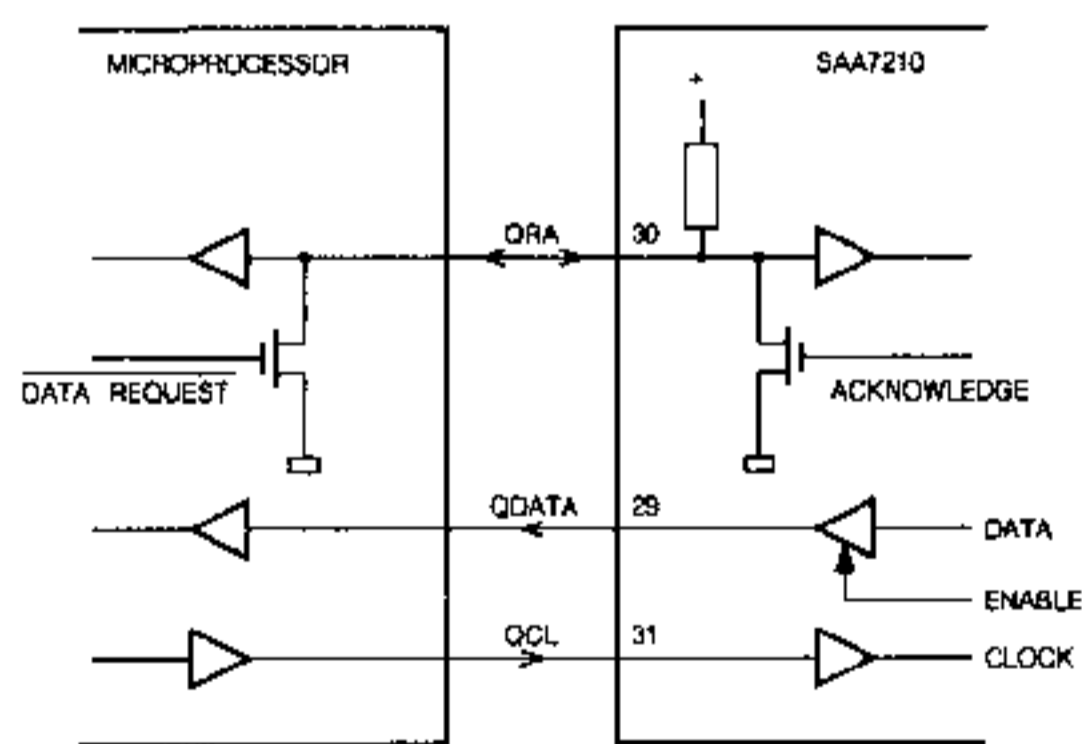 MICROPROCESSOR
SAA7210
+
QRA
30
DATA REQUEST
ACKNOWLEDGE
QDATA
29
DATA
ENABLE
QCL
31
CLOCK